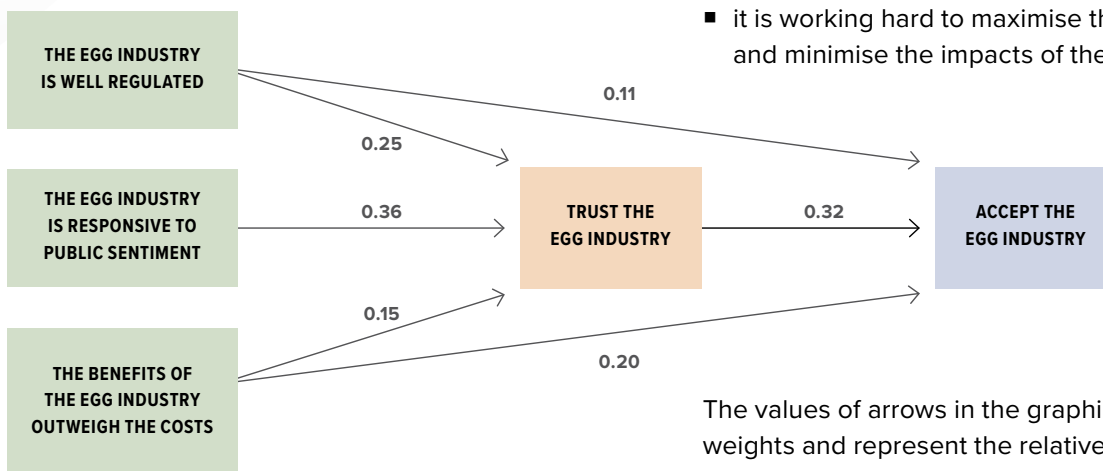 ■ it is working hard to maximise th
and minimise the impacts of the
THE EGG INDUSTRY
IS WELL REGULATED
0.11
0.25
THE EGG INDUSTRY
IS RESPONSIVE TO
PUBLIC SENTIMENT
0.36
TRUST THE
EGG INDUSTRY
0.32
ACCEPT THE
EGG INDUSTRY
0.15
0.20
THE BENEFITS OF
THE EGG INDUSTRY
OUTWEIGH THE COSTS
The values of arrows in the graphi
weights and represent the relative